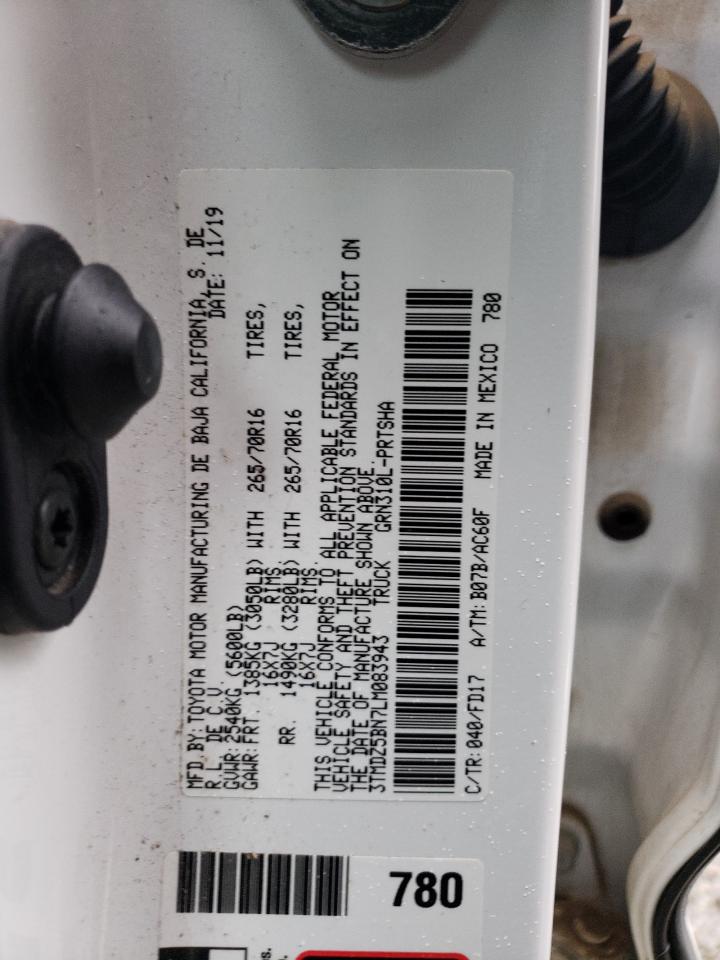 MFD.BY: TOYOTA MOTOR MANUFACTURING DE BAJA CALIFORNIA, S. DE
R.L. DE C.V. DATE: 11/19
GVWR: 2540KG (5600LB)
GAWR: FRT. 1385KG (3050LB) WITH 265/70R16 TIRES,
16X7J RIMS.
RR. 1490KG (3280LB) WITH 265/70R16 TIRES,
16X7J RIMS.
THIS VEHICLE CONFORMS TO ALL APPLICABLE FEDERAL MOTOR
VEHICLE SAFETY AND THEFT PREVENTION STANDARDS IN EFFECT ON
THE DATE OF MANUFACTURE SHOWN ABOVE.
3TMDZ5BN7LM083943 TRUCK GRN310L-PRTSHA
C/TR: 040/FD17 A/TM: B07B/AC60F MADE IN MEXICO 780
780